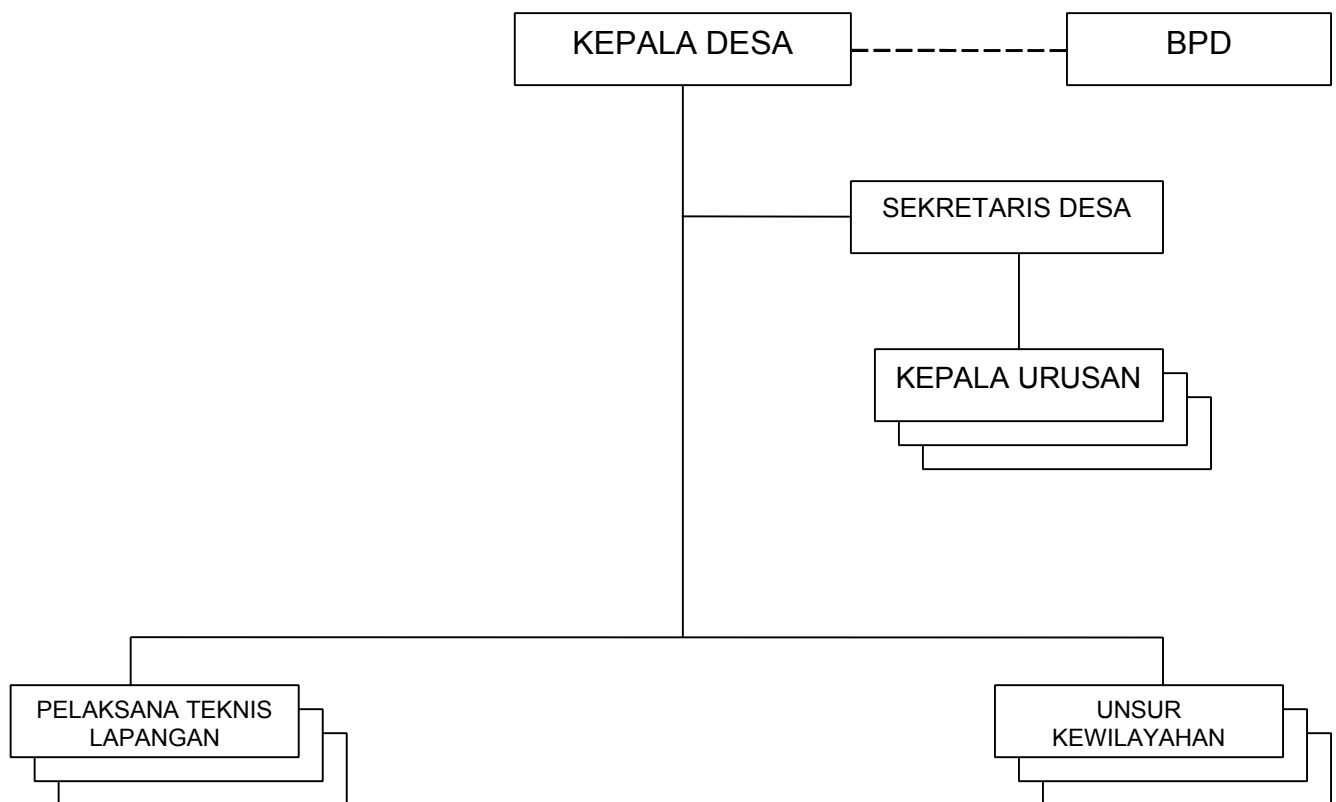 KEPALA DESA
BPD
SEKRETARIS DESA
KEPALA URUSAN
PELAKSANA TEKNIS
LAPANGAN
UNSUR
KEWILAYAHAN